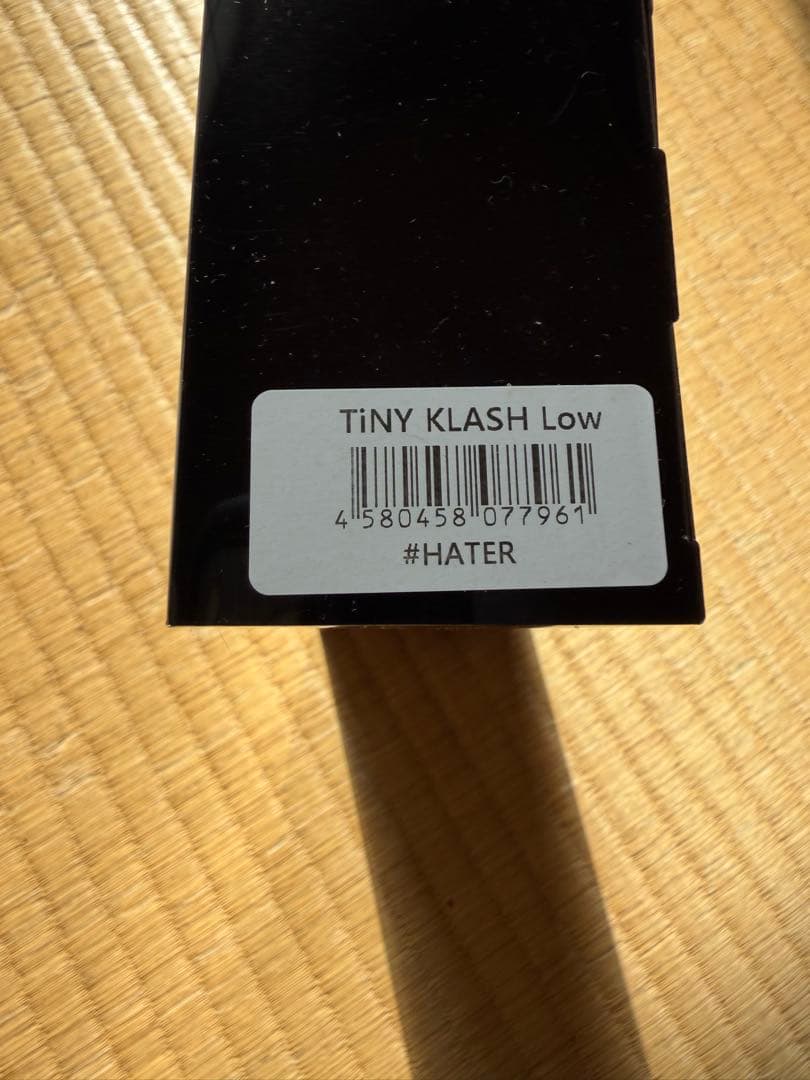 TiNY KLASH Low
4 580458 077961
#HATER